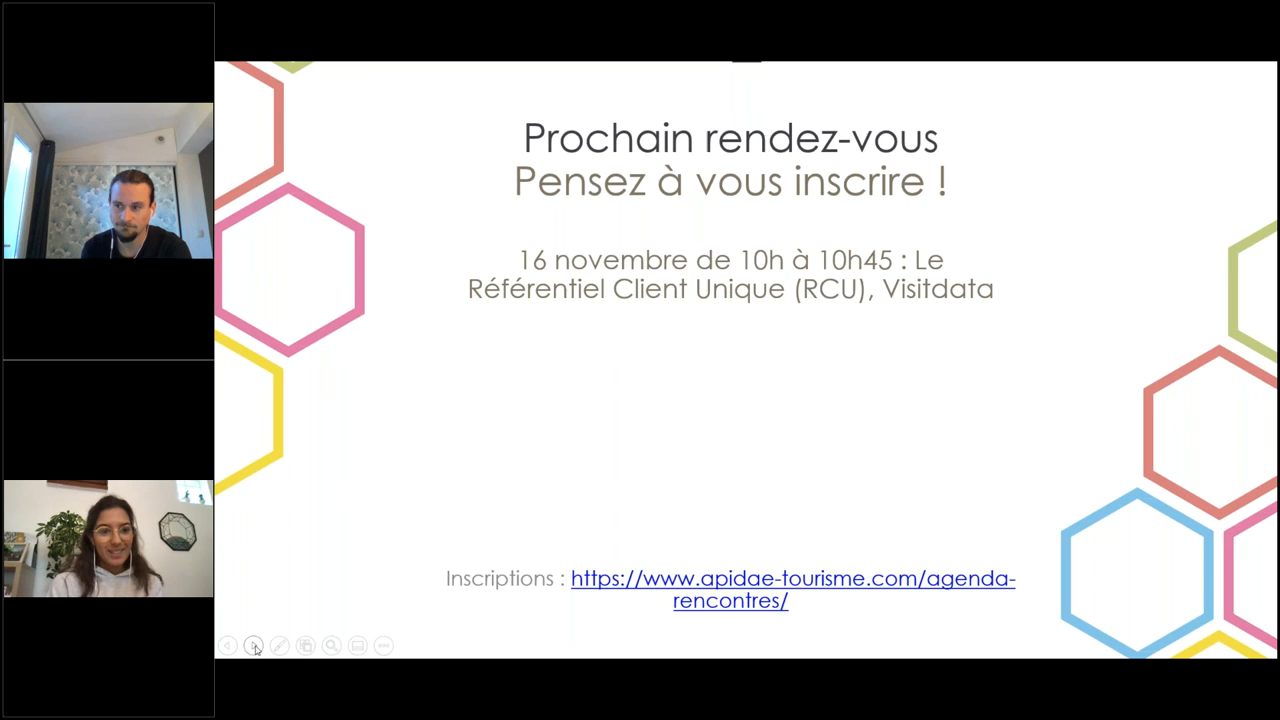 Prochain rendez-vous
Pensez à vous inscrire !
16 novembre de 10h à 10h45 : Le
Référentiel Client Unique (RCU), Visitdata
Inscriptions : https://www.apidae-tourisme.com/agenda-
rencontres/